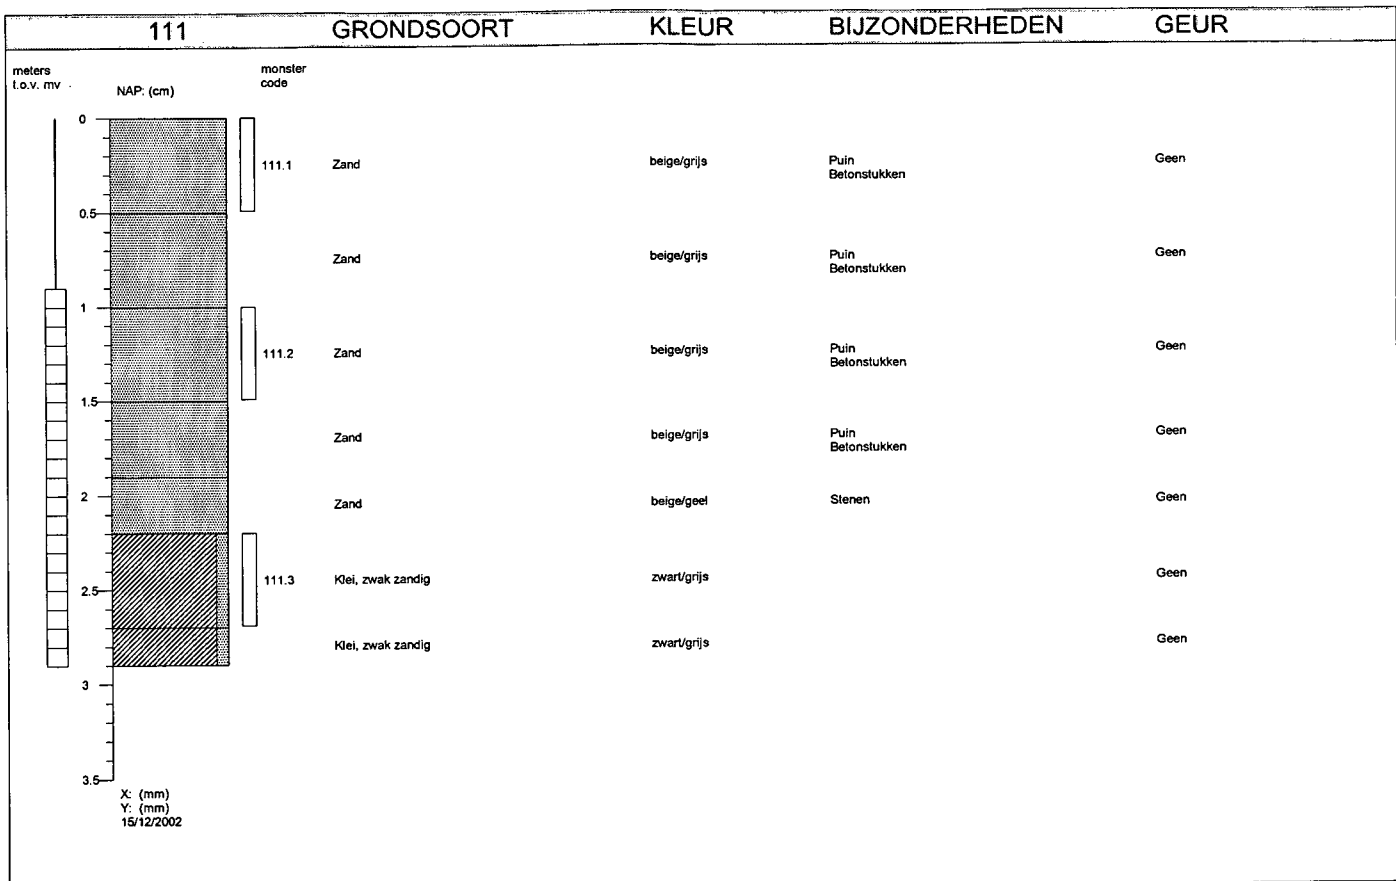 111 GRONDSOORT KLEUR BIJZONDERHEDEN GEUR
meters
t.o.v. mv
NAP: (cm)
monster
code
0
111.1 Zand beige/grijs Puin Geen
Betonstukken
0.5
Zand beige/grijs Puin Geen
Betonstukken
1
111.2 Zand beige/grijs Puin Geen
Betonstukken
1.5
Zand beige/grijs Puin Geen
Betonstukken
2
Zand beige/geel Stenen Geen
111.3 Klei, zwak zandig zwart/grijs Geen
2.5
Klei, zwak zandig zwart/grijs Geen
3
3.5
X: (mm)
Y: (mm)
15/12/2002